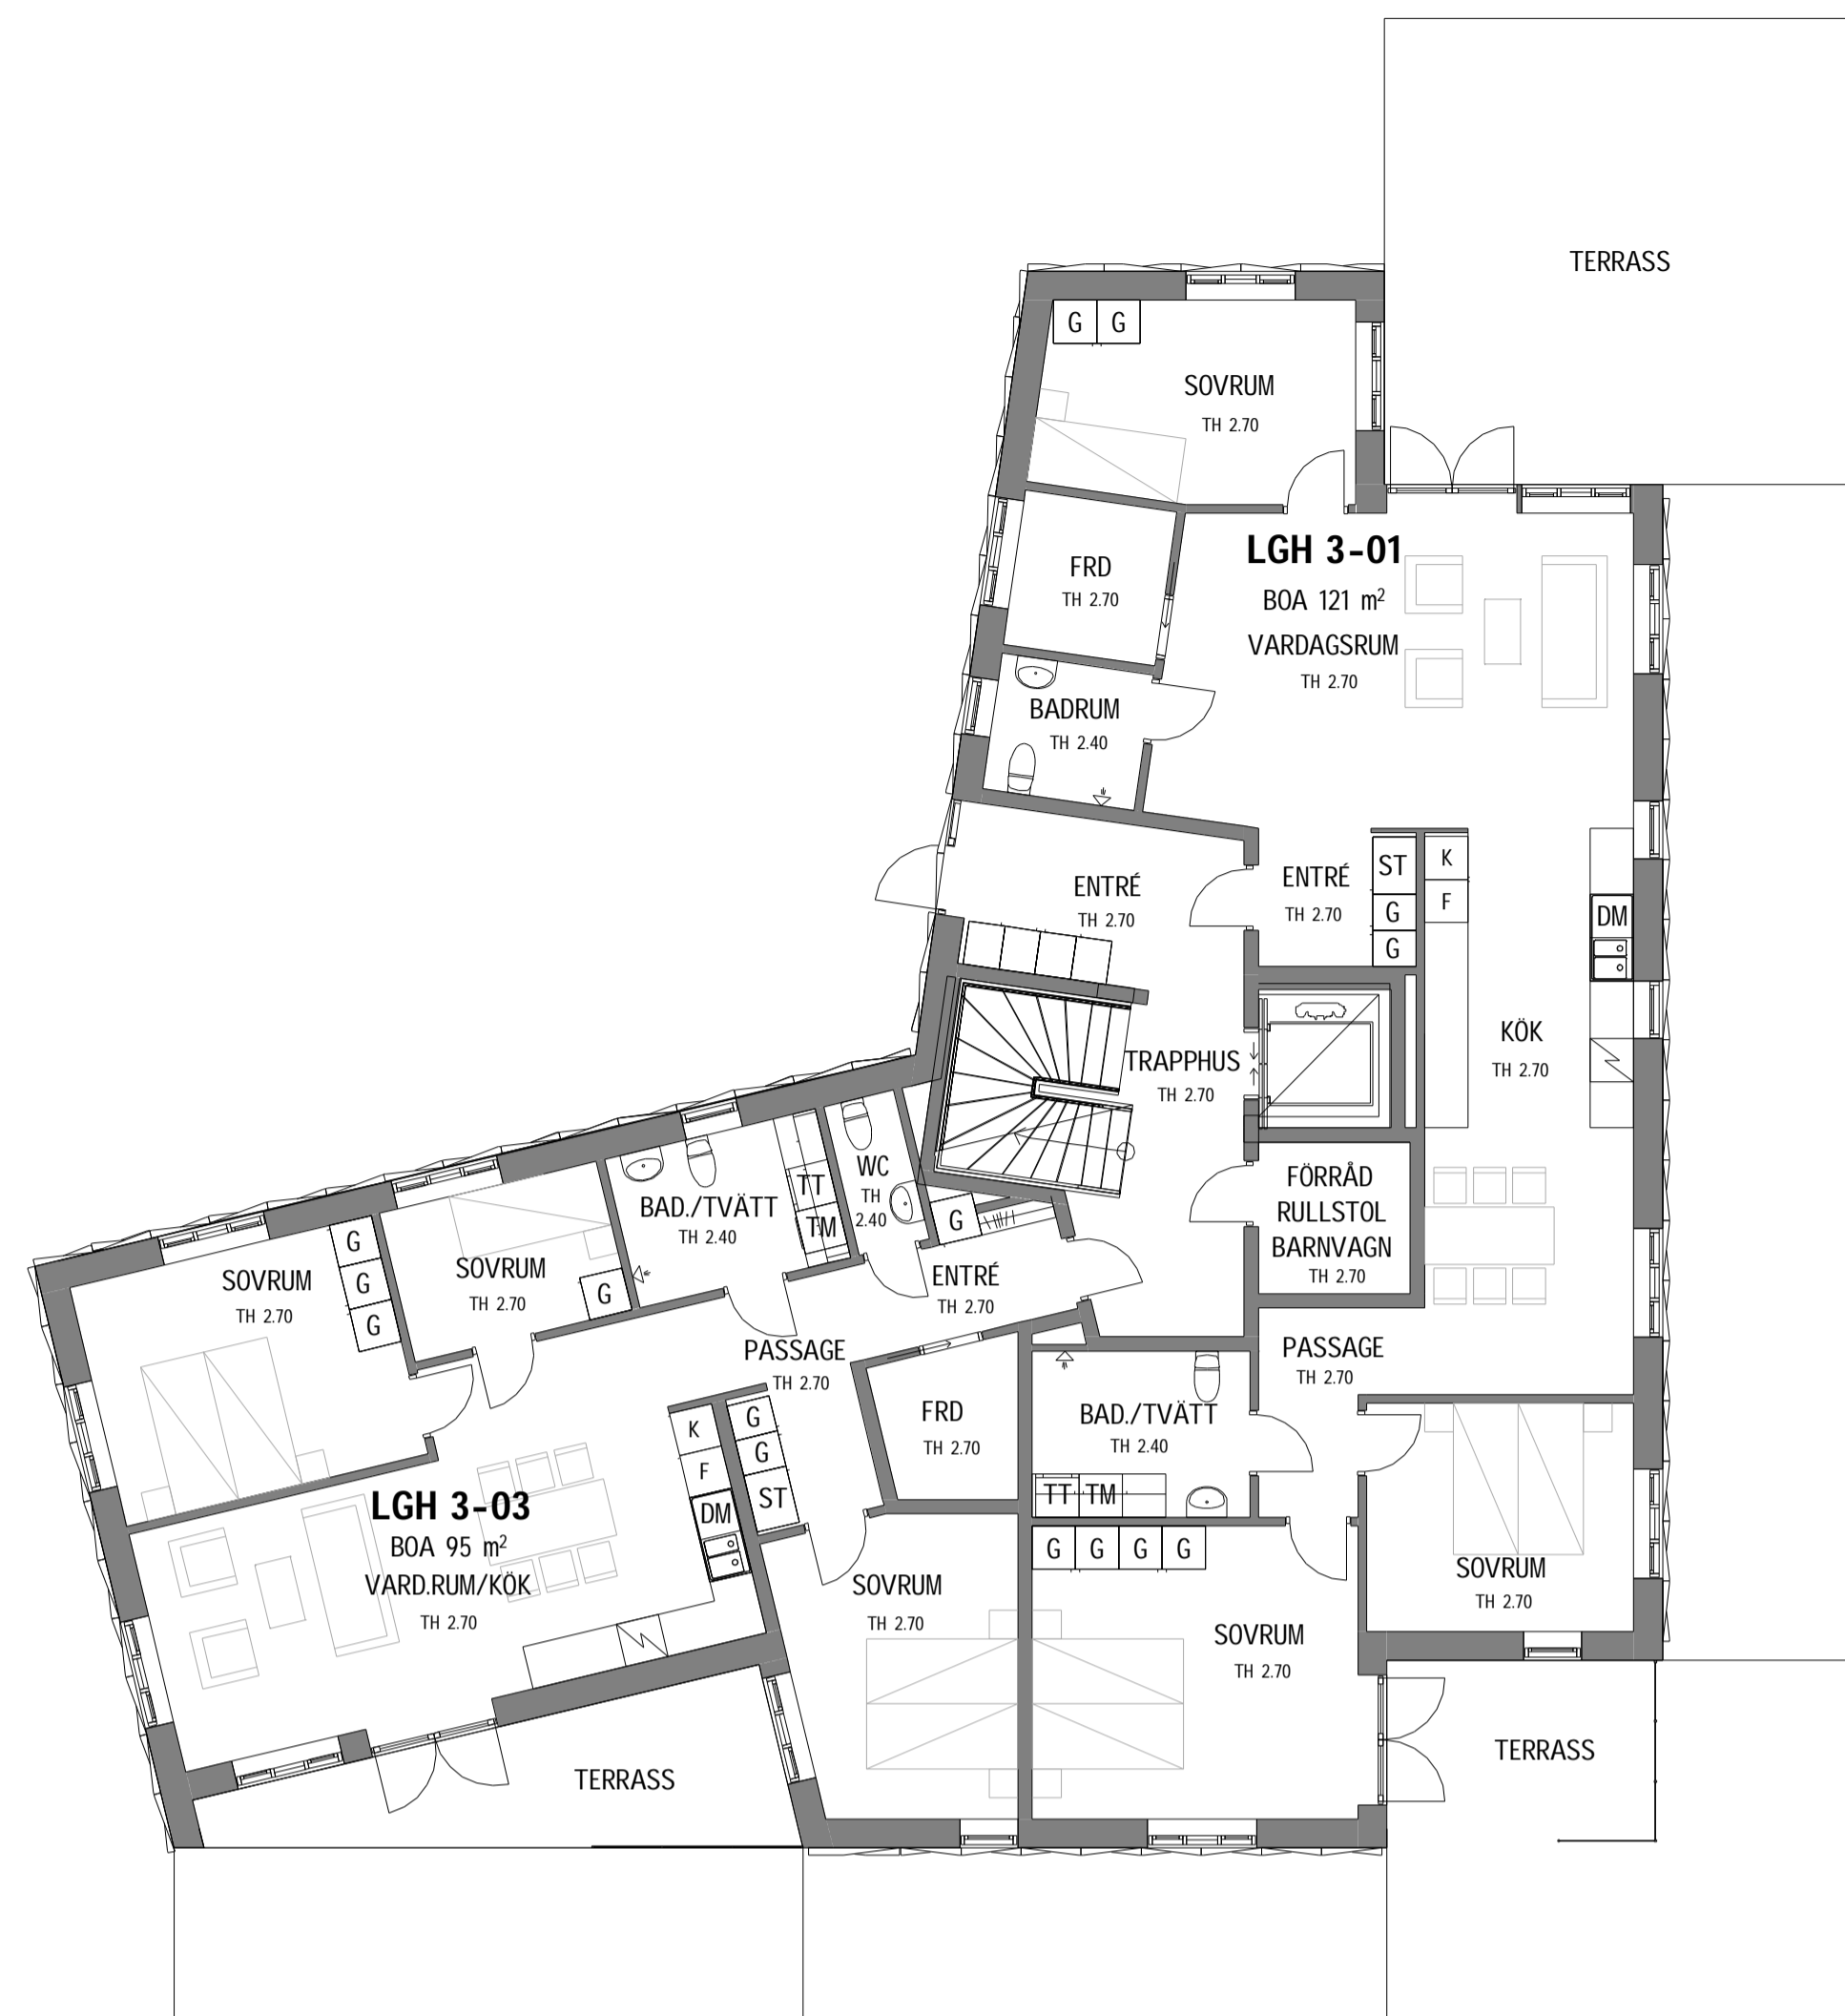 TERRASS
G G
SOVRUM
TH 2.70
LGH 3-01
BOA 121 m²
VARDAGSRUM
TH 2.70
FRD
TH 2.70
BADRUM
TH 2.40
ENTRÉ
TH 2.70
ENTRÉ
TH 2.70
ST
G
G
K
F
DM
KÖK
TH 2.70
TRAPPHUS
TH 2.70
FÖRRÅD
RULLSTOL
BARNVAGN
TH 2.70
WC
TH
2.40
TT
TM
BAD./TVÄTT
TH 2.40
G
ENTRÉ
TH 2.70
SOVRUM
TH 2.70
G
G
G
G
SOVRUM
TH 2.70
PASSAGE
TH 2.70
PASSAGE
TH 2.70
FRD
TH 2.70
BAD./TVÄTT
TH 2.40
TT TM
K
F
DM
G
G
ST
LGH 3-03
BOA 95 m²
VARD.RUM/KÖK
TH 2.70
SOVRUM
TH 2.70
G G G G
SOVRUM
TH 2.70
SOVRUM
TH 2.70
TERRASS
TERRASS